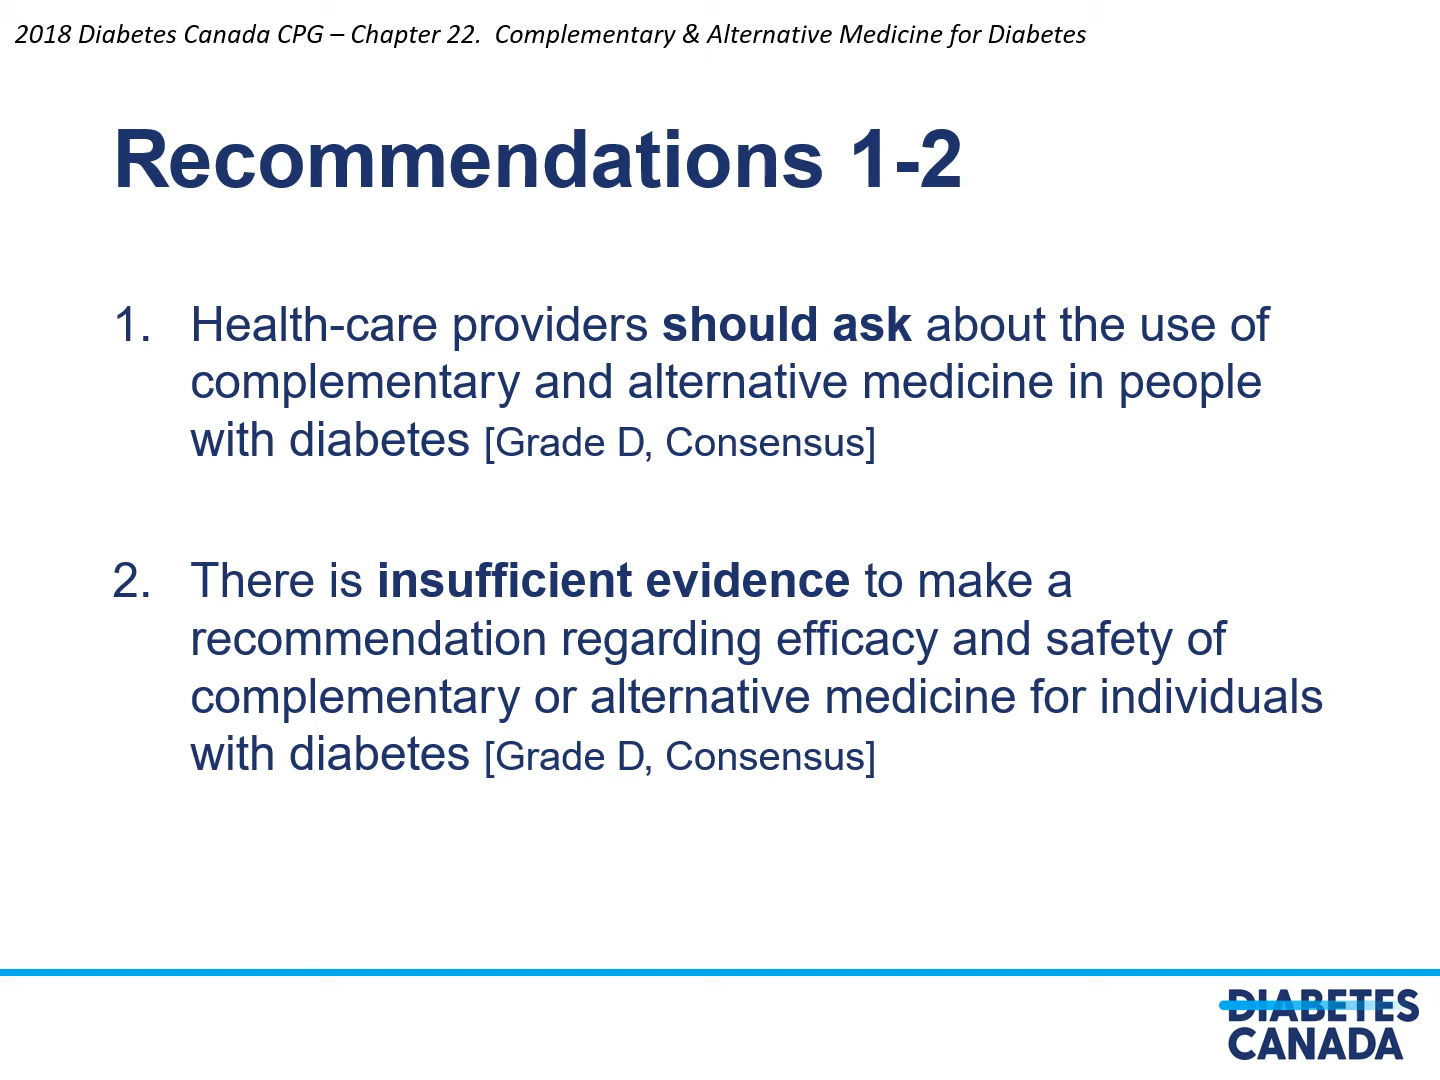 2018 Diabetes Canada CPG – Chapter 22.  Complementary & Alternative Medicine for Diabetes
Recommendations 1-2
1. Health-care providers should ask about the use of
complementary and alternative medicine in people
with diabetes [Grade D, Consensus]
2. There is insufficient evidence to make a
recommendation regarding efficacy and safety of
complementary or alternative medicine for individuals
with diabetes [Grade D, Consensus]
DIABETES
CANADA